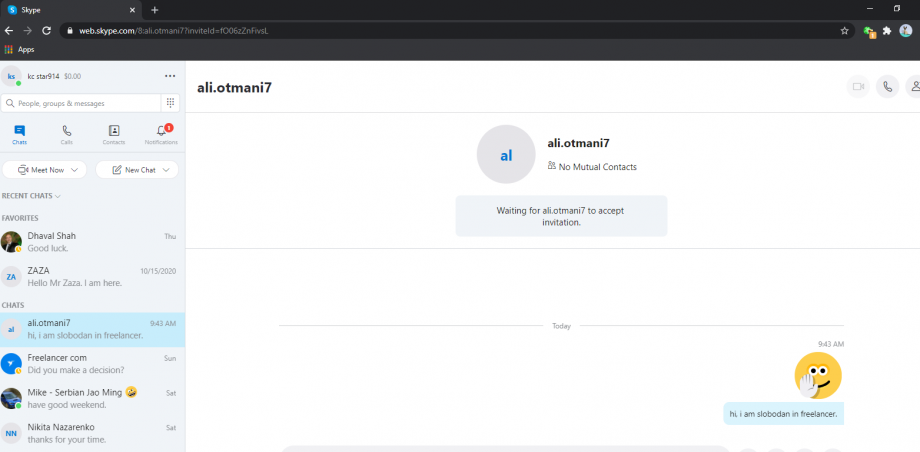 Skype
web.skype.com/8:ali.otmani7?inviteId=fO06zZnFivsL
Apps
ks
kc star914 $0.00
People, groups & messages
Chats
Calls
Contacts
Notifications
1
Meet Now
New Chat
RECENT CHATS
FAVORITES
Dhaval Shah
Thu
Good luck.
ZA
ZAZA
10/15/2020
Hello Mr Zaza. I am here.
CHATS
al
ali.otmani7
9:43 AM
hi, i am slobodan in freelancer.
Freelancer com
Sun
Did you make a decision?
Mike - Serbian Jao Ming 🤪
Sat
have good weekend.
NN
Nikita Nazarenko
Sat
thanks for your time.
ali.otmani7
al
ali.otmani7
No Mutual Contacts
Waiting for ali.otmani7 to accept
invitation.
Today
9:43 AM
hi, i am slobodan in freelancer.